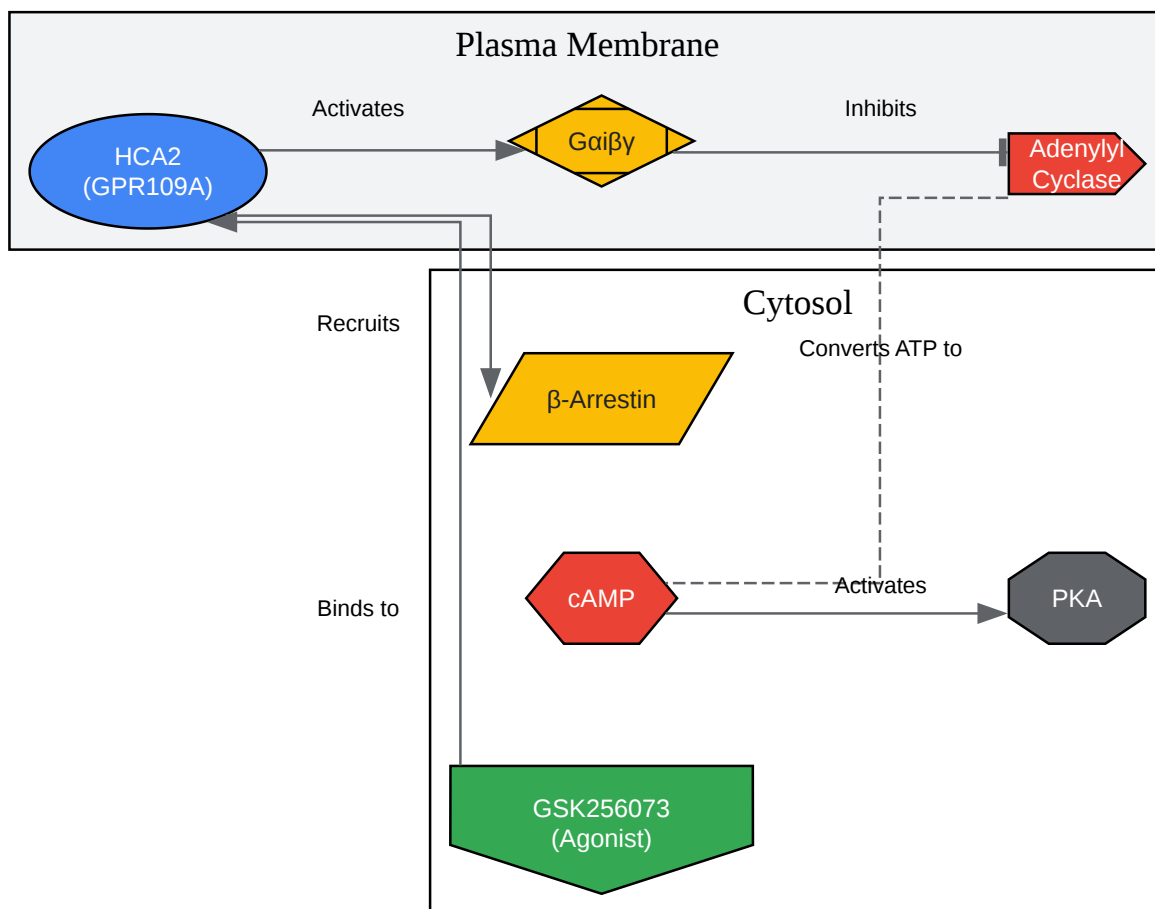 Plasma Membrane
Activates
Inhibits
HCA2
(GPR109A)
Gαiβγ
Adenylyl
Cyclase
Cytosol
Recruits
Converts ATP to
β-Arrestin
Activates
Binds to
cAMP
PKA
GSK256073
(Agonist)